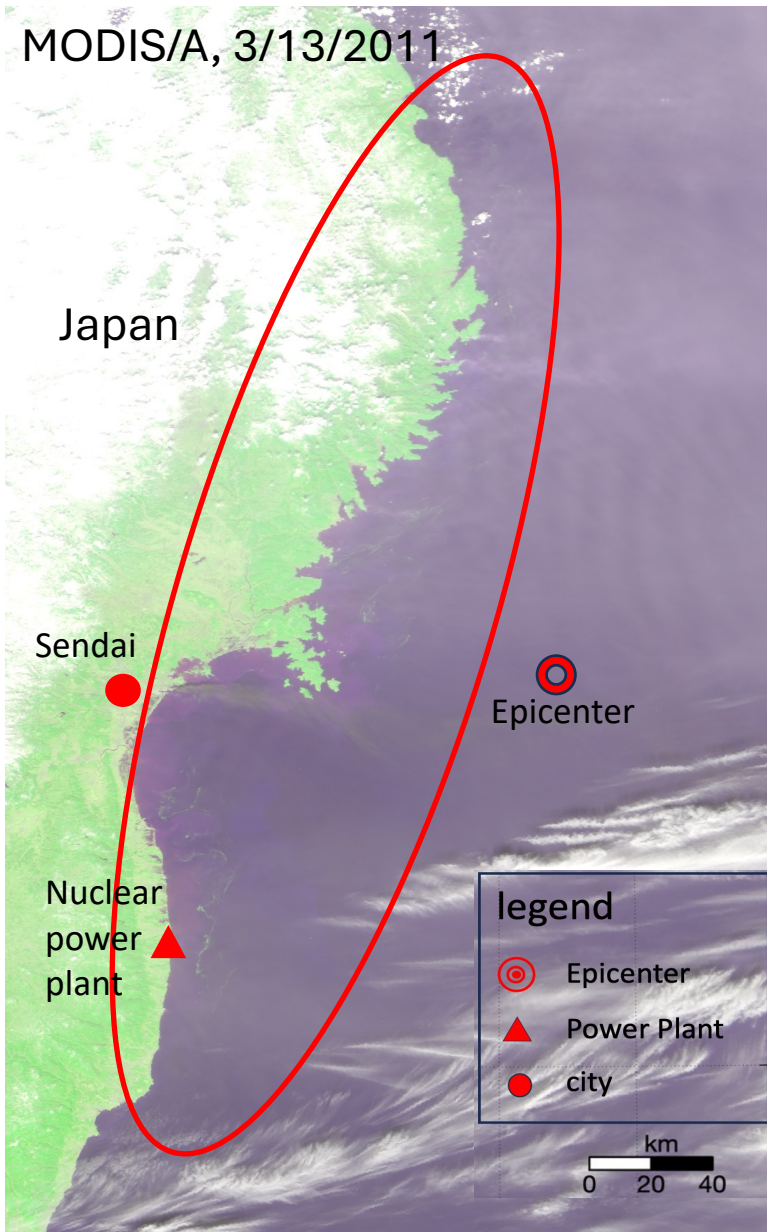 MODIS/A, 3/13/2011
Japan
Sendai
Epicenter
Nuclear
power
plant
legend
Epicenter
Power Plant
city
km
0 20 40